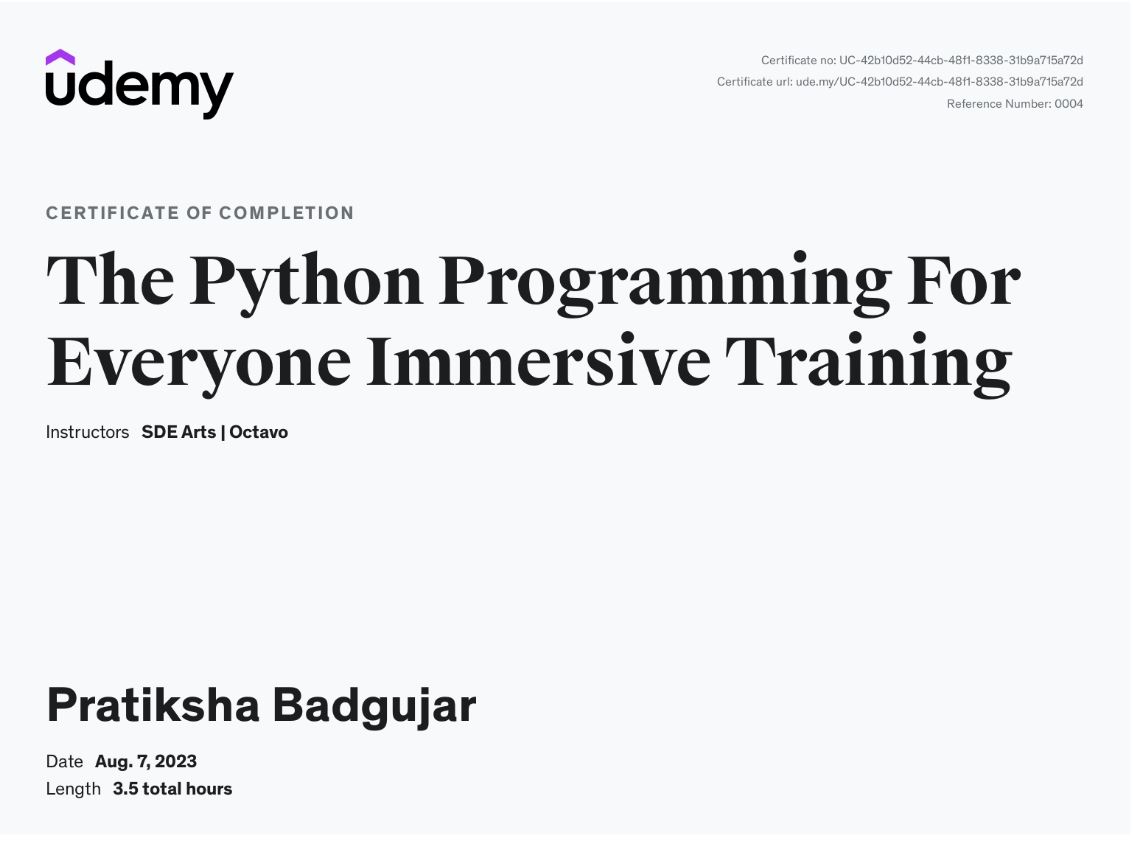 udemy
Certificate no: UC-42b10d52-44cb-48f1-8338-31b9a715a72d
Certificate url: ude.my/UC-42b10d52-44cb-48f1-8338-31b9a715a72d
Reference Number: 0004
CERTIFICATE OF COMPLETION
The Python Programming For
Everyone Immersive Training
Instructors SDE Arts | Octavo
Pratiksha Badgujar
Date Aug. 7, 2023
Length 3.5 total hours